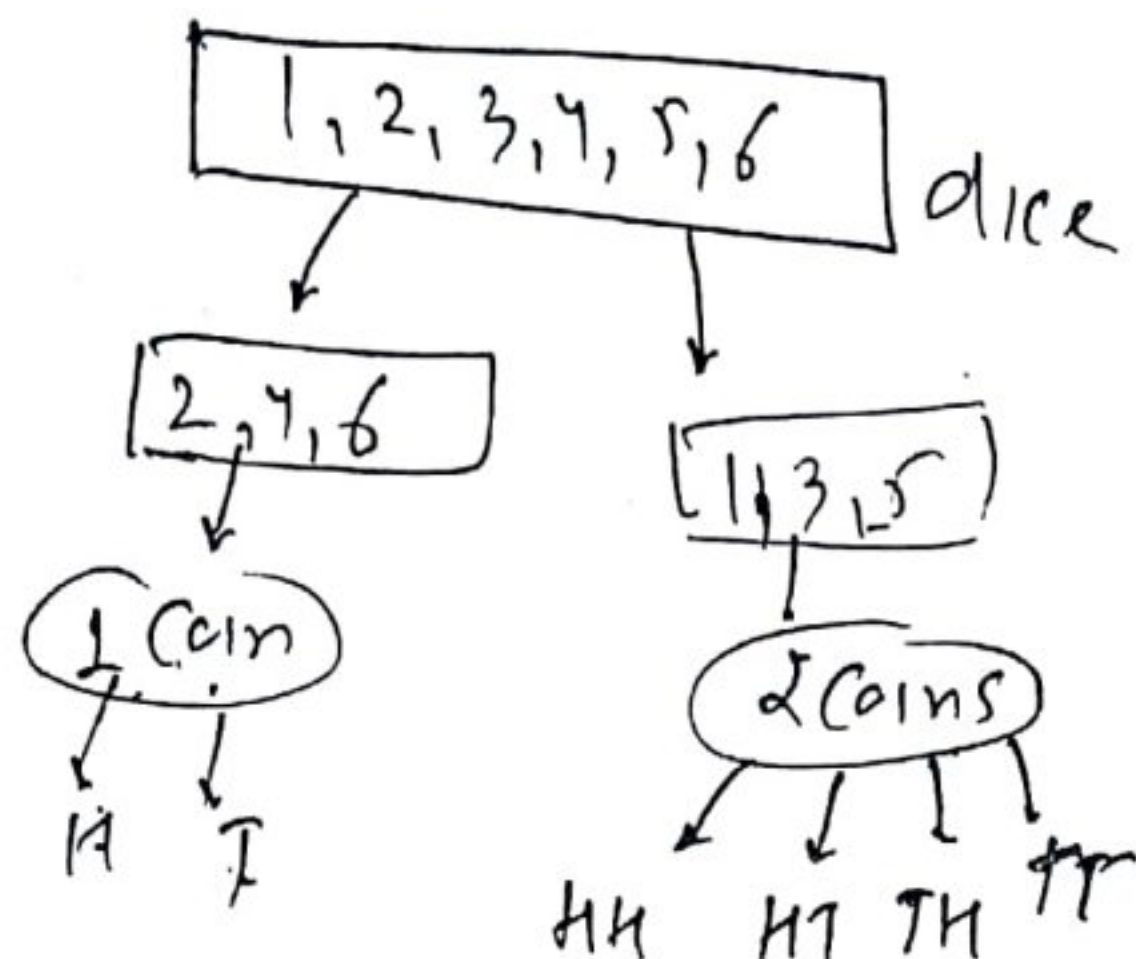 1, 2, 3, 4, 5, 6
dice
2, 4, 6
1, 3, 5
1 Coin
2 Coins
H T
HH HT TH TT